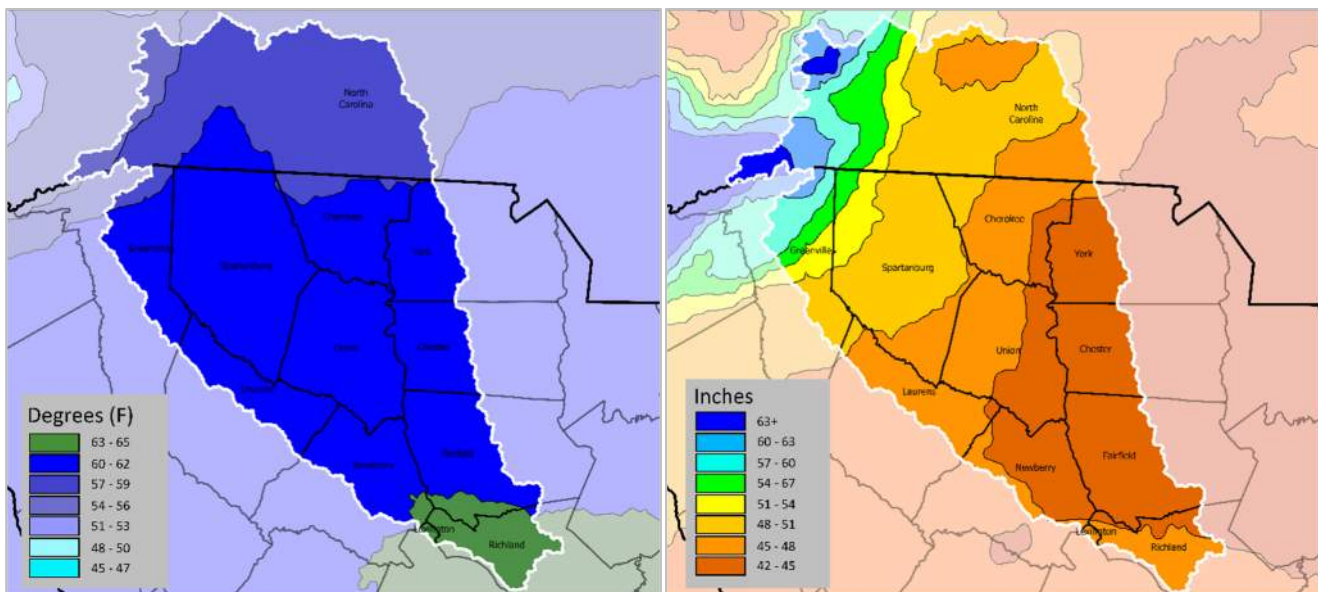 North
Carolina
Cherokee
York
Greenville
Spartanburg
Union
Chester
Laurens
Newberry
Fairfield
Lexington
Richland
Degrees (F)
63 - 65
60 - 62
57 - 59
54 - 56
51 - 53
48 - 50
45 - 47
North
Carolina
Cherokee
York
Greenville
Spartanburg
Union
Chester
Laurens
Newberry
Fairfield
Lexington
Richland
Inches
63+
60 - 63
57 - 60
54 - 67
51 - 54
48 - 51
45 - 48
42 - 45